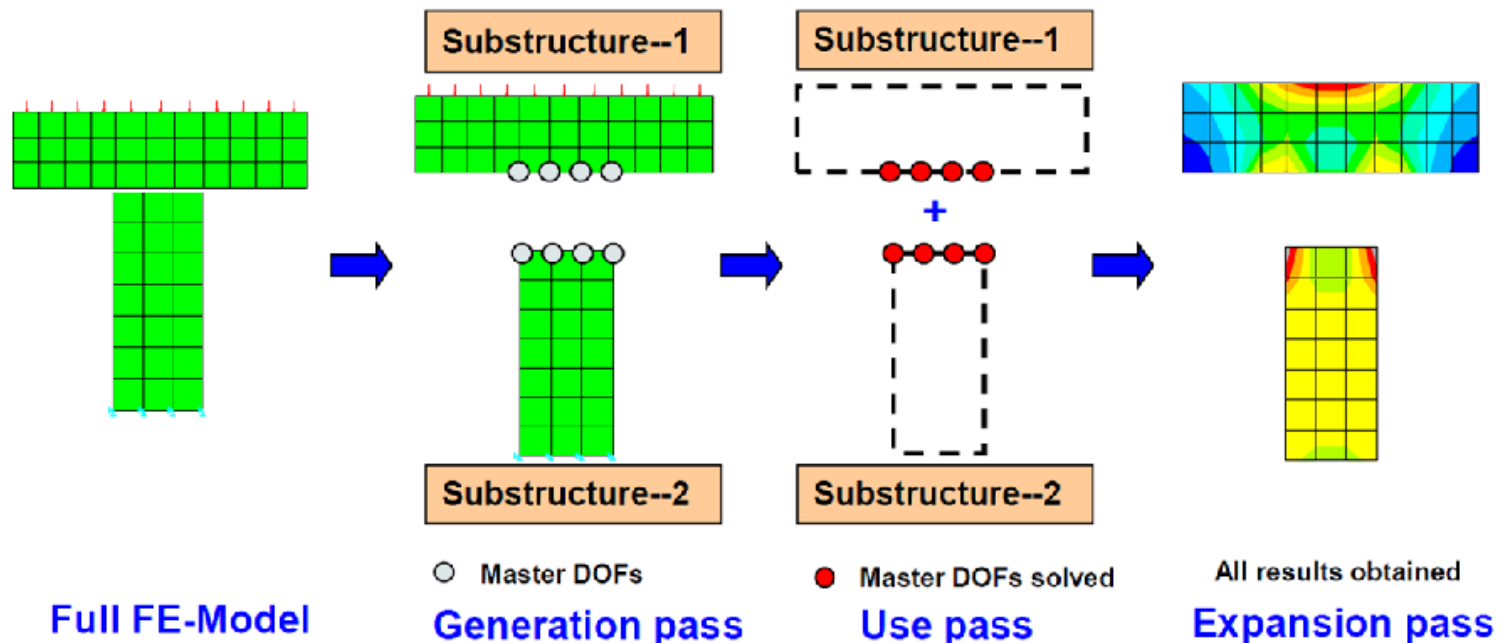 Substructure--1
Substructure--1
+
Substructure--2
Substructure--2
Master DOFs
Master DOFs solved
All results obtained
Full FE-Model
Generation pass
Use pass
Expansion pass